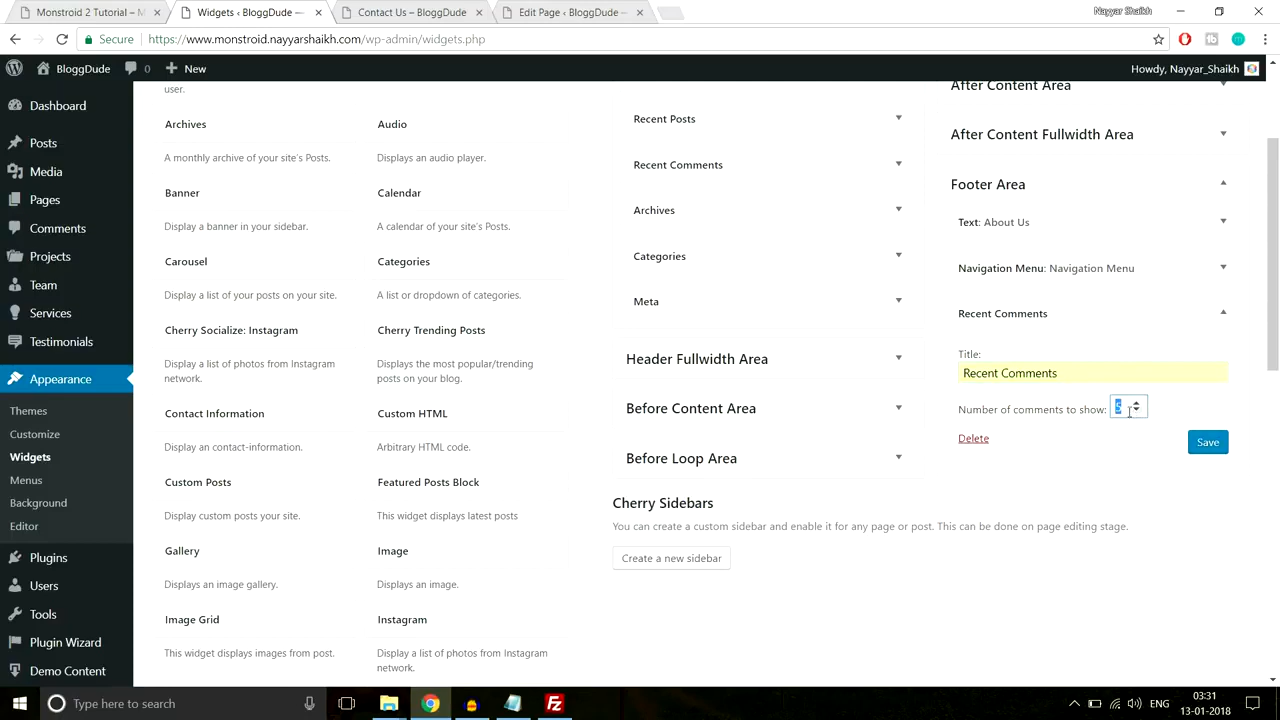 Monstroid 2 Tutorial – M
Widgets ‹ BloggDude —
Contact Us – BloggDude
Edit Page ‹ BloggDude –
Nayyar Shaikh
Secure
https://www.monstroid.nayyarshaikh.com/wp-admin/widgets.php
BloggDude
0
New
Howdy, Nayyar_Shaikh
Dashboard
Posts
Media
Pages
Comments
Projects
Team
Services
Testimonials
Appearance
Themes
Customize
Widgets
Menus
Background
Editor
Plugins
Users
Tools
Plugin Wizard
Demo Content
user.
Archives
A monthly archive of your site's Posts.
Audio
Displays an audio player.
Banner
Display a banner in your sidebar.
Calendar
A calendar of your site's Posts.
Carousel
Display a list of your posts on your site.
Categories
A list or dropdown of categories.
Cherry Socialize: Instagram
Display a list of photos from Instagram
network.
Cherry Trending Posts
Displays the most popular/trending
posts on your blog.
Contact Information
Display an contact-information.
Custom HTML
Arbitrary HTML code.
Custom Posts
Display custom posts your site.
Featured Posts Block
This widget displays latest posts
Gallery
Displays an image gallery.
Image
Displays an image.
Image Grid
This widget displays images from post.
Instagram
Display a list of photos from Instagram
network.
Recent Posts
Recent Comments
Archives
Categories
Meta
Header Fullwidth Area
Before Content Area
Before Loop Area
Cherry Sidebars
You can create a custom sidebar and enable it for any page or post. This can be done on page editing stage.
Create a new sidebar
After Content Area
After Content Fullwidth Area
Footer Area
Text: About Us
Navigation Menu: Navigation Menu
Recent Comments
Title:
Recent Comments
Number of comments to show: 5
Delete
Save
Type here to search
ENG
03:31
13-01-2018